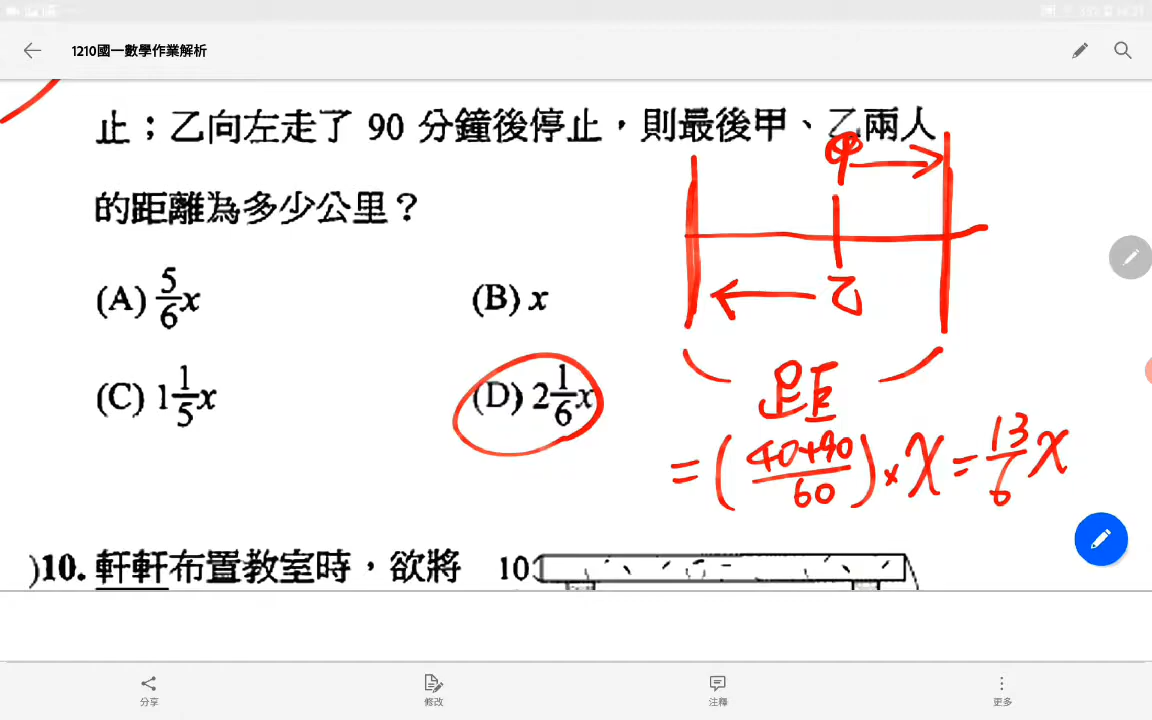 1210國一數學作業解析
止；乙向左走了 90 分鐘後停止，則最後甲、乙兩人
的距離為多少公里？
(A) 5/6 x
(B) x
(C) 1 1/5 x
(D) 2 1/6 x
甲
乙
距
= (40+90/60) × x = 13/6 x
)10. 軒軒布置教室時，欲將
10
分享
修改
注釋
更多